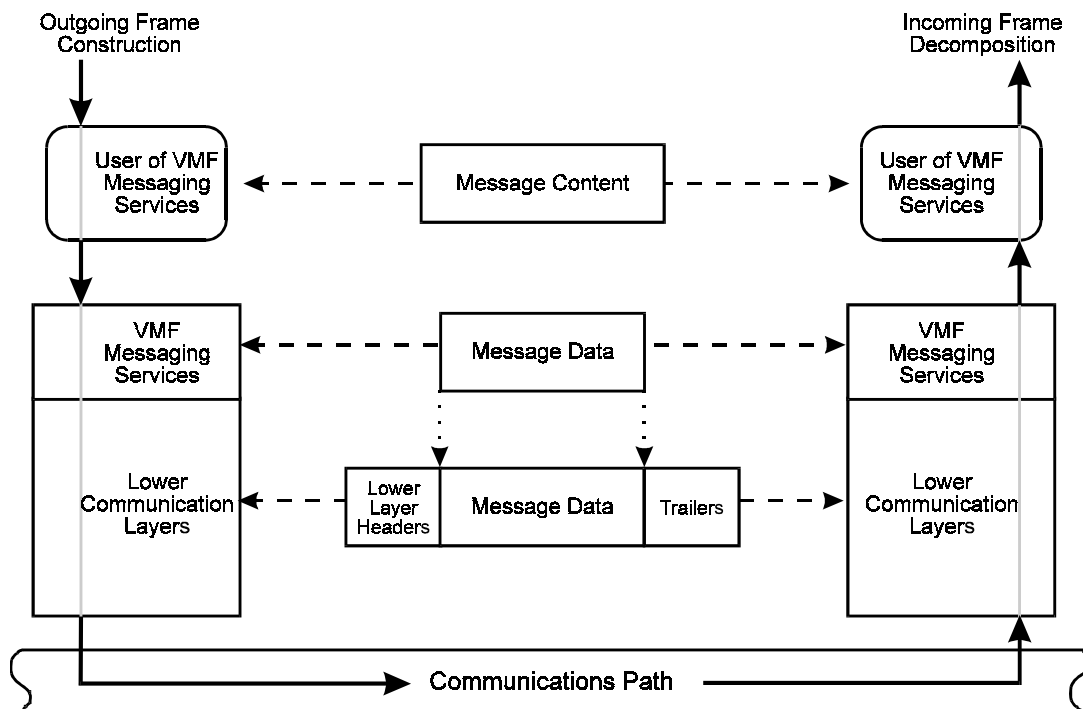 Outgoing Frame
Construction
Incoming Frame
Decomposition
User of VMF
Messaging
Services
Message Content
User of VMF
Messaging
Services
VMF
Messaging
Services
Message Data
VMF
Messaging
Services
Lower
Communication
Layers
Lower
Layer
Headers
Message Data
Trailers
Lower
Communication
Layers
Communications Path